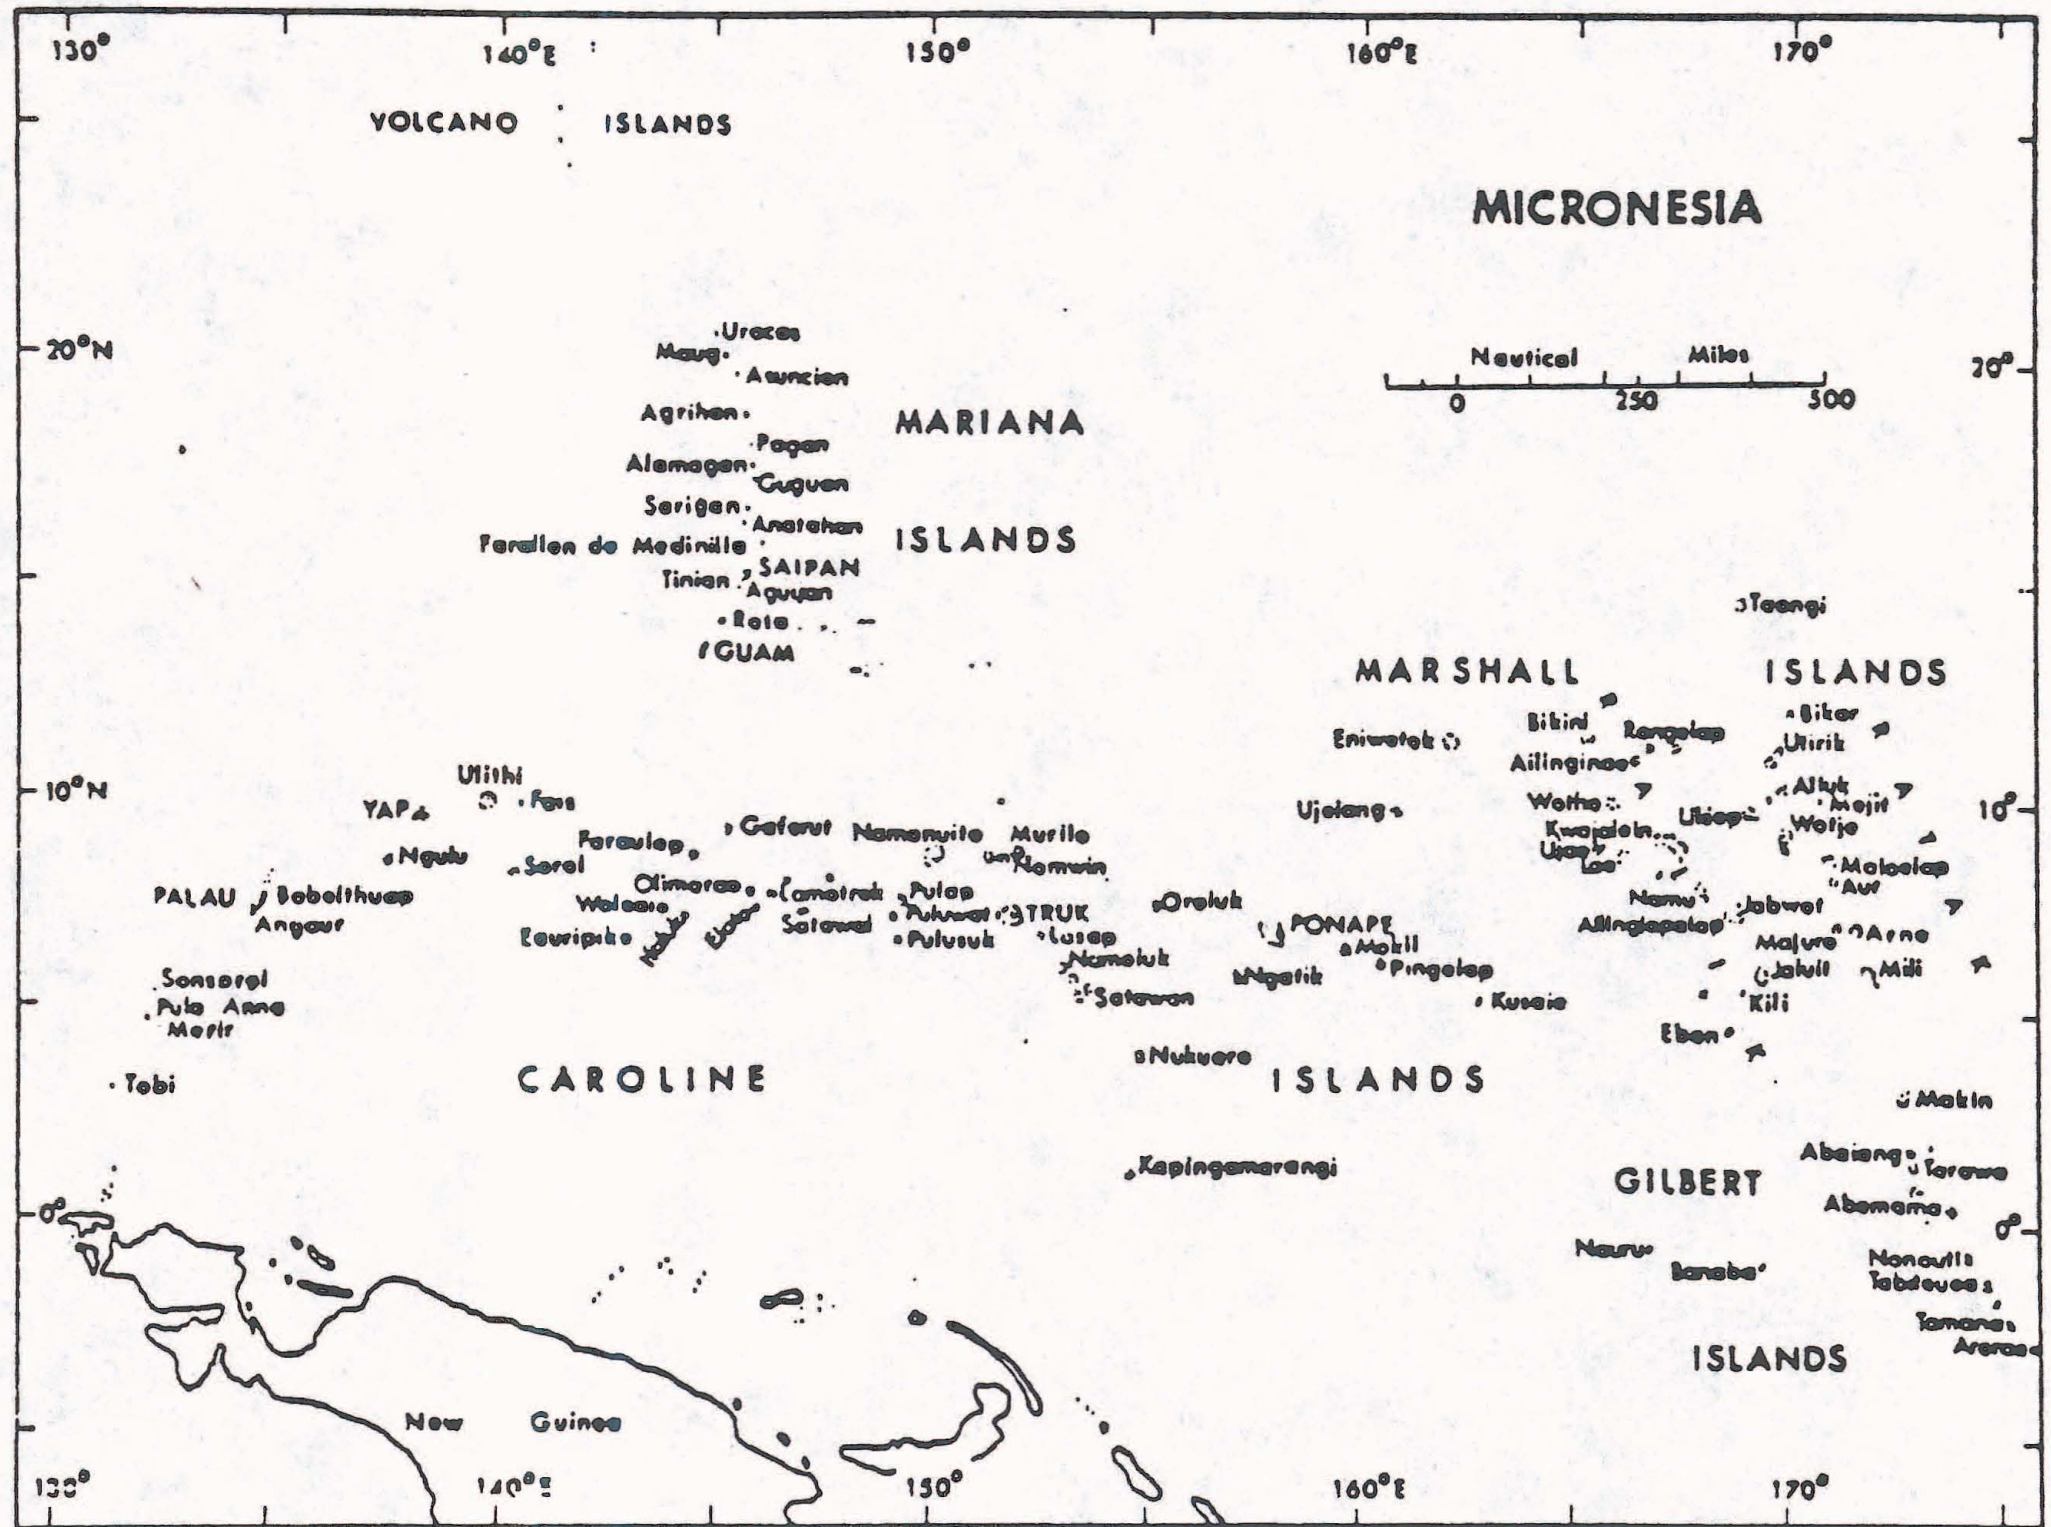 130° 140°E 150° 160°E 170°
VOLCANO ISLANDS
MICRONESIA
Uracas
20°N
Maug
Nautical Miles
20°
Asuncion
0 250 500
Agrihan
MARIANA
Pagan
Alamagan
Guguan
Sarigan
Anatahan
ISLANDS
Farallon de Medinilla
SAIPAN
Tinian
Aguijan
Taongi
Rota
GUAM
MARSHALL ISLANDS
Bikar
Bikini
Rongelap
Eniwetok
Utirik
Ailinginae
Ulithi
10°N
Ailuk
Fais
Wotho
Mejit
YAP
Ujelang
10°
Likiep
Gaferut
Namonuito
Murilo
Kwajalein
Wotje
Faraulep
Ujae
Ngulu
Sorol
Nomwin
Lae
Maloelap
Olimarao
Aur
PALAU
Babelthuap
Lamotrek
Pulap
Namu
Oroluk
Woleaio
Jabwot
Angaur
Satawal
Puluwat
TRUK
PONAPE
Ailinglapalap
Eauripiko
Ifaluk
Elato
Pulusuk
Losap
Mokil
Majuro
Arno
Namoluk
Pingelap
Jaluit
Mili
Sonsorol
Ngatik
Satawan
Kusaie
Kili
Pulo Anna
Merir
Ebon
Nukuoro
Tobi
CAROLINE ISLANDS
Makin
Abaiang
Tarawa
Kapingamarangi
GILBERT
Abemama
0°
0°
Nauru
Nonoutis
Banaba
Tabiteuea
Tamana
Arorae
ISLANDS
New Guinea
130° 140°E 150° 160°E 170°